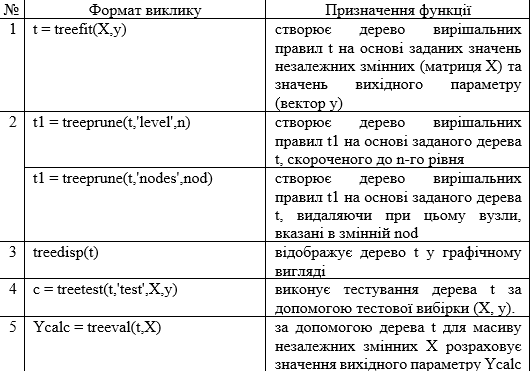 № Формат виклику Призначення функції
1 t = treefit(X,y) створює дерево вирішальних
правил t на основі заданих значень
незалежних змінних (матриця X) та
значень вихідного параметру
(вектор y)
2 t1 = treeprune(t,'level',n) створює дерево вирішальних
правил t1 на основі заданого дерева
t, скороченого до n-го рівня
t1 = treeprune(t,'nodes',nod) створює дерево вирішальних
правил t1 на основі заданого дерева
t, видаляючи при цьому вузли,
вказані в змінній nod
3 treedisp(t) відображує дерево t у графічному
вигляді
4 c = treetest(t,'test',X,y) виконує тестування дерева t за
допомогою тестової вибірки (X, y).
5 Ycalc = treeval(t,X) за допомогою дерева t для масиву
незалежних змінних X розраховує
значення вихідного параметру Ycalc